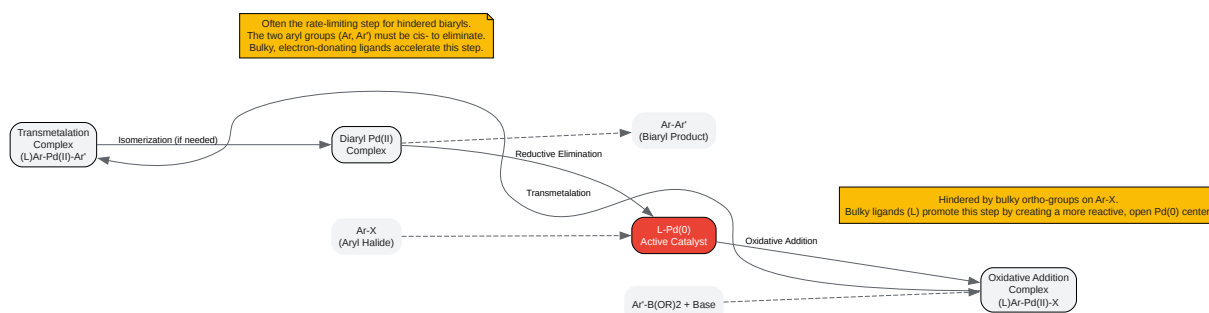 Often the rate-limiting step for hindered biaryls.
The two aryl groups (Ar, Ar') must be cis- to eliminate.
Bulky, electron-donating ligands accelerate this step.
Transmetalation
Complex
(L)Ar-Pd(II)-Ar'
Isomerization (if needed)
Diaryl Pd(II)
Complex
Ar-Ar'
(Biaryl Product)
Reductive Elimination
Transmetalation
Hindered by bulky ortho-groups on Ar-X.
Bulky ligands (L) promote this step by creating a more reactive, open Pd(0) center
Ar-X
(Aryl Halide)
L-Pd(0)
Active Catalyst
Oxidative Addition
Oxidative Addition
Complex
(L)Ar-Pd(II)-X
Ar'-B(OR)2 + Base